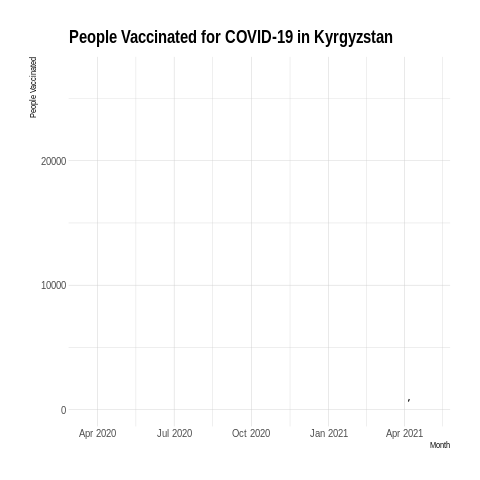 People Vaccinated for COVID-19 in Kyrgyzstan
People Vaccinated
20000
10000
0
Apr 2020 Jul 2020 Oct 2020 Jan 2021 Apr 2021
Month